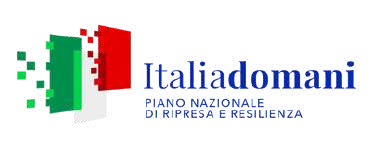 Italiadomani
PIANO NAZIONALE
DI RIPRESA E RESILIENZA